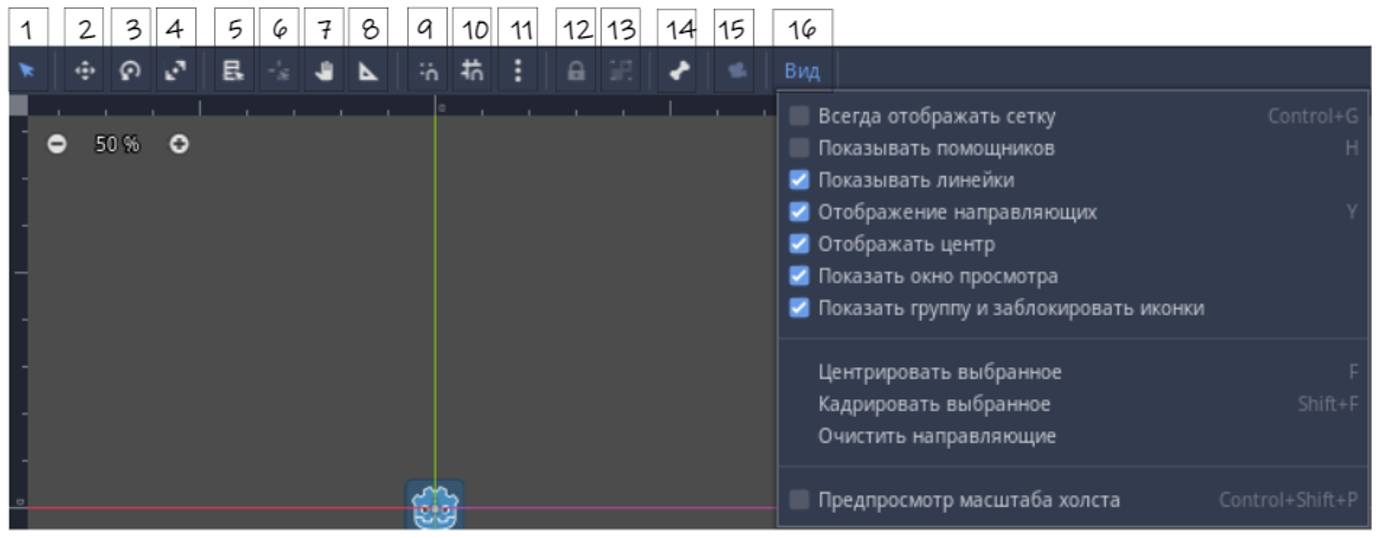 1 2 3 4 5 6 7 8 9 10 11 12 13 14 15 16
Вид
50 %
Всегда отображать сетку Control+G
Показывать помощников H
Показывать линейки
Отображение направляющих Y
Отображать центр
Показать окно просмотра
Показать группу и заблокировать иконки
Центрировать выбранное F
Кадрировать выбранное Shift+F
Очистить направляющие
Предпросмотр масштаба холста Control+Shift+P
0
0